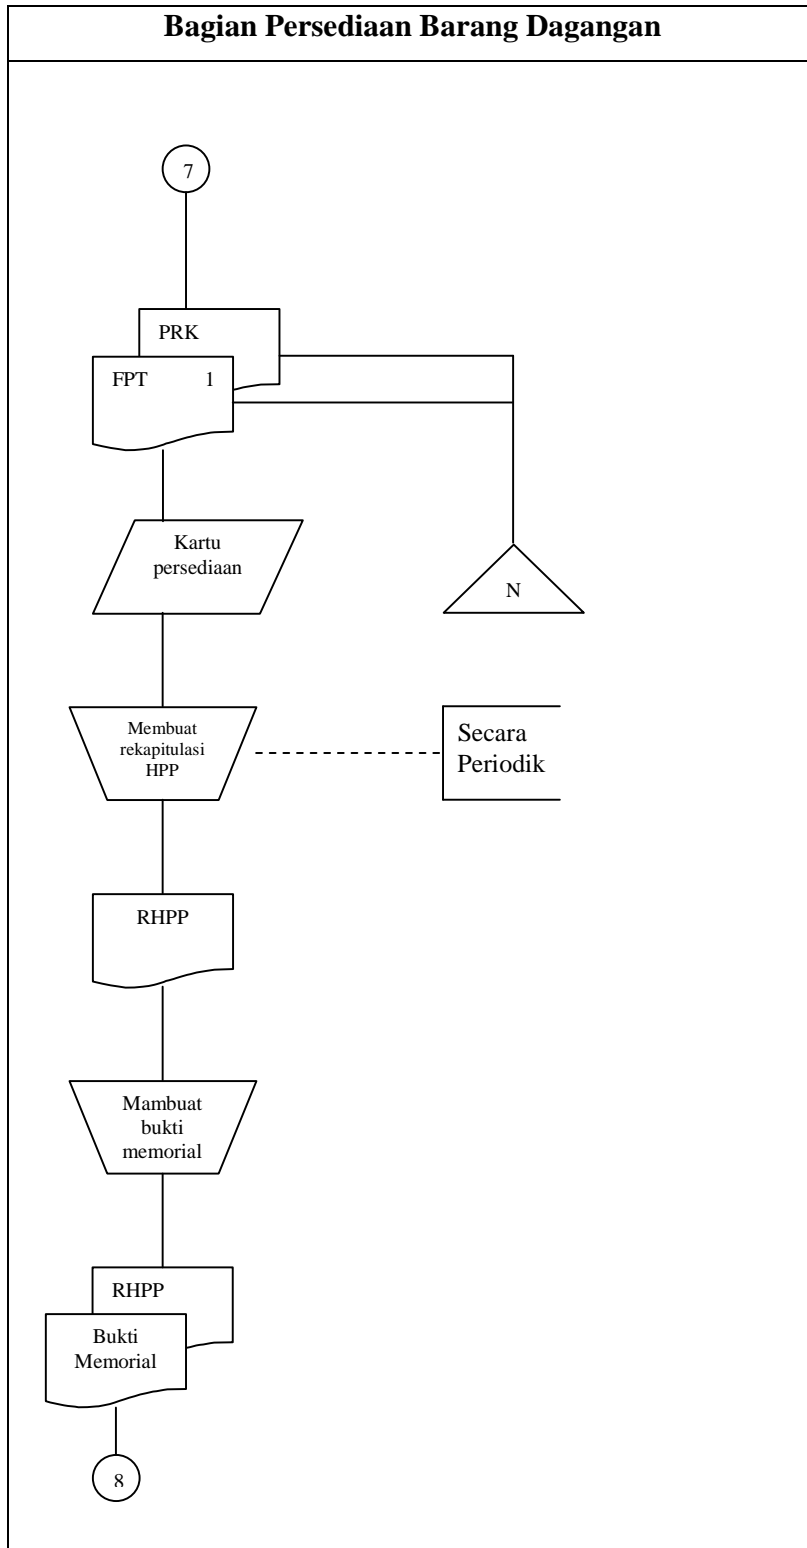 Bagian Persediaan Barang Dagangan
7
PRK
FPT 1
Kartu
persediaan
N
Membuat
rekapitulasi
HPP
Secara
Periodik
RHPP
Mambuat
bukti
memorial
RHPP
Bukti
Memorial
8